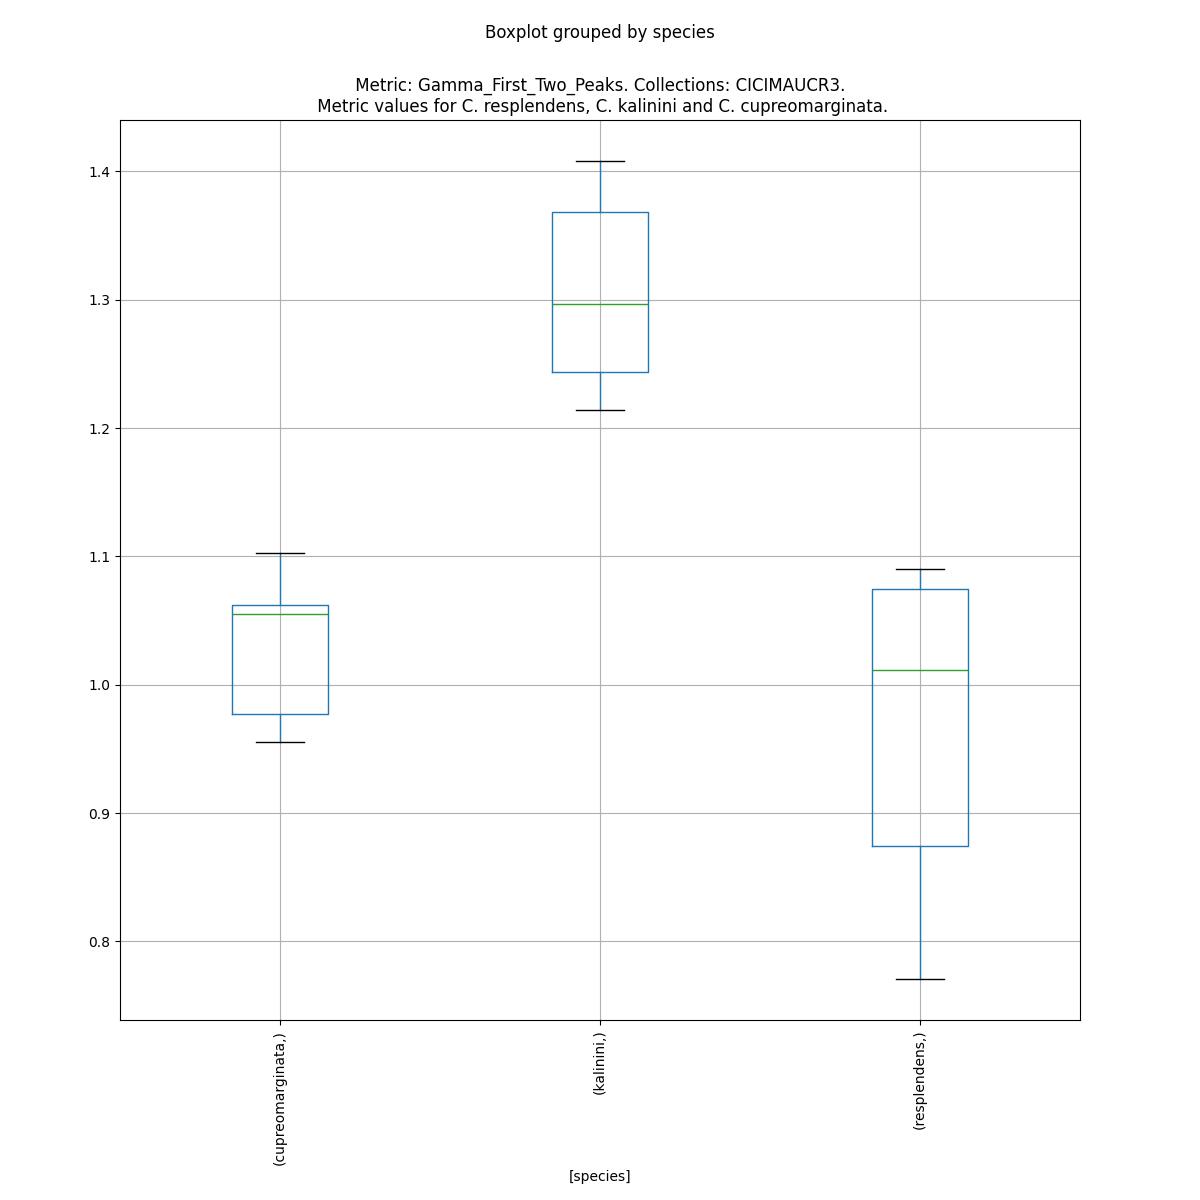 Boxplot grouped by species
Metric: Gamma_First_Two_Peaks. Collections: CICIMAUCR3.
Metric values for C. resplendens, C. kalinini and C. cupreomarginata.
1.4
1.3
1.2
1.1
1.0
0.9
0.8
(cupreomarginata,)
(kalinini,)
(resplendens,)
[species]